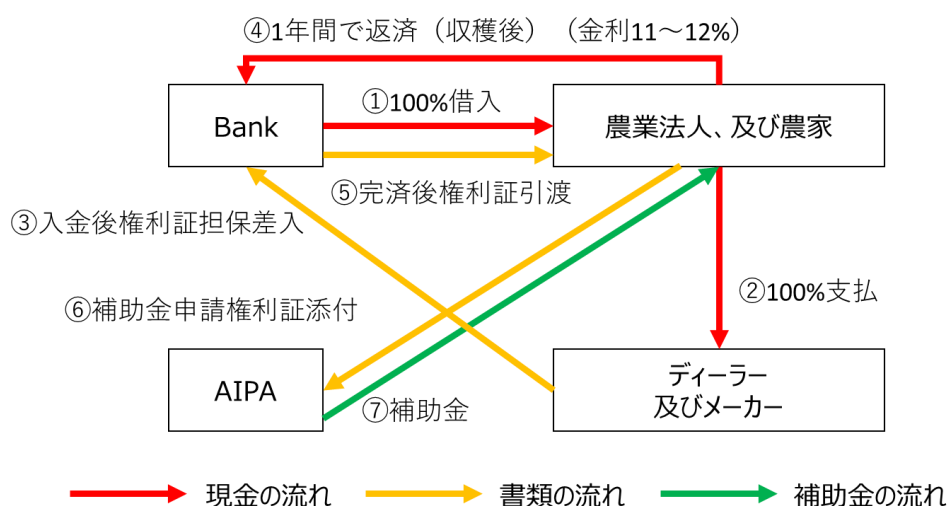 ④1年間で返済（収穫後）（金利11～12%）
Bank
①100%借入
農業法人、及び農家
⑤完済後権利証引渡
③入金後権利証担保差入
②100%支払
⑥補助金申請権利証添付
AIPA
ディーラー
及びメーカー
⑦補助金
現金の流れ
書類の流れ
補助金の流れ